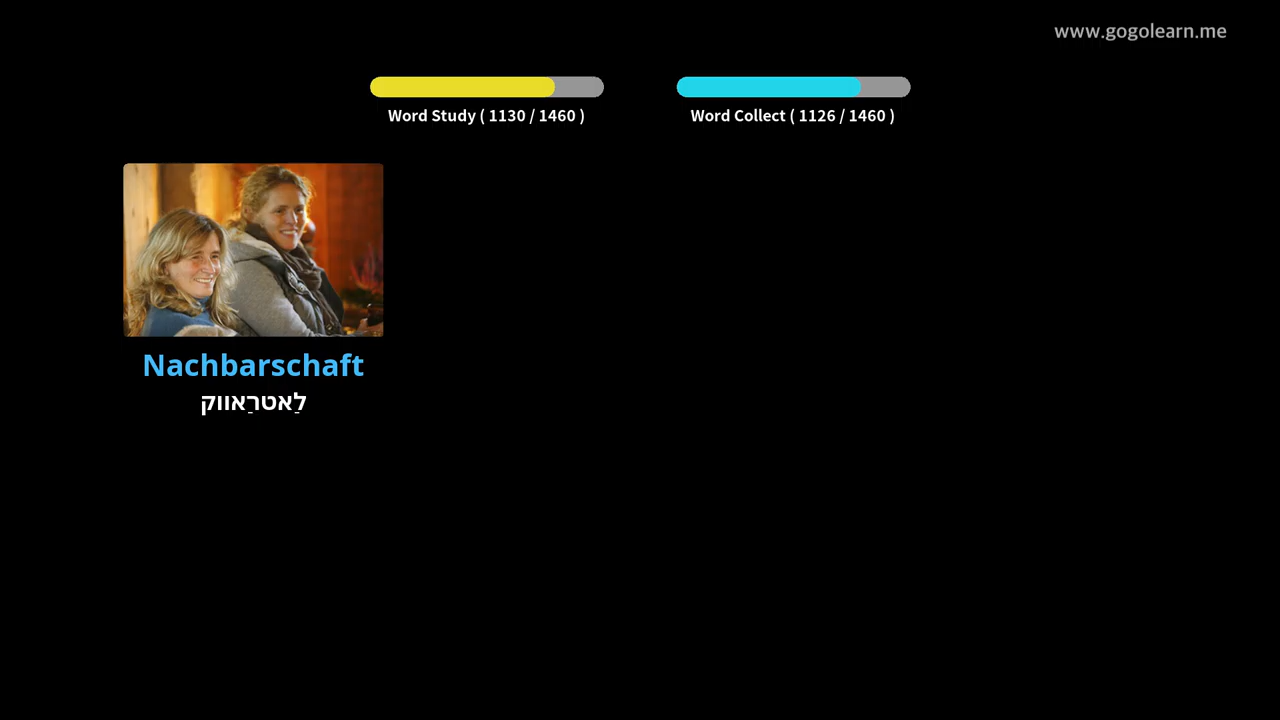 www.gogolearn.me
Word Study ( 1130 / 1460 )
Word Collect ( 1126 / 1460 )
Nachbarschaft
לַאטרַאווק